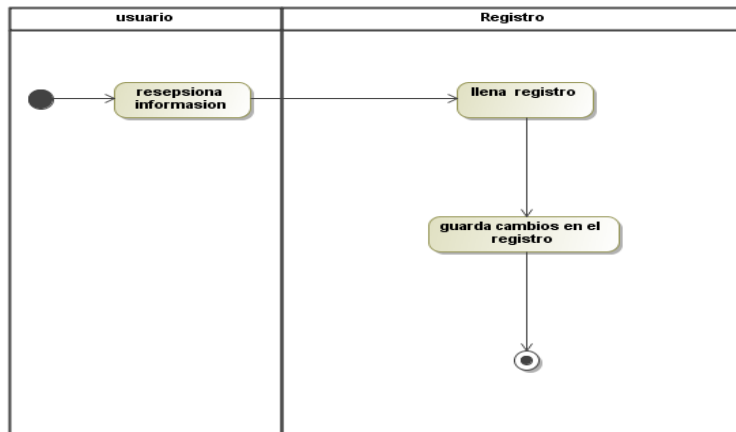 usuario
Registro
resepsiona
informasion
llena registro
guarda cambios en el
registro